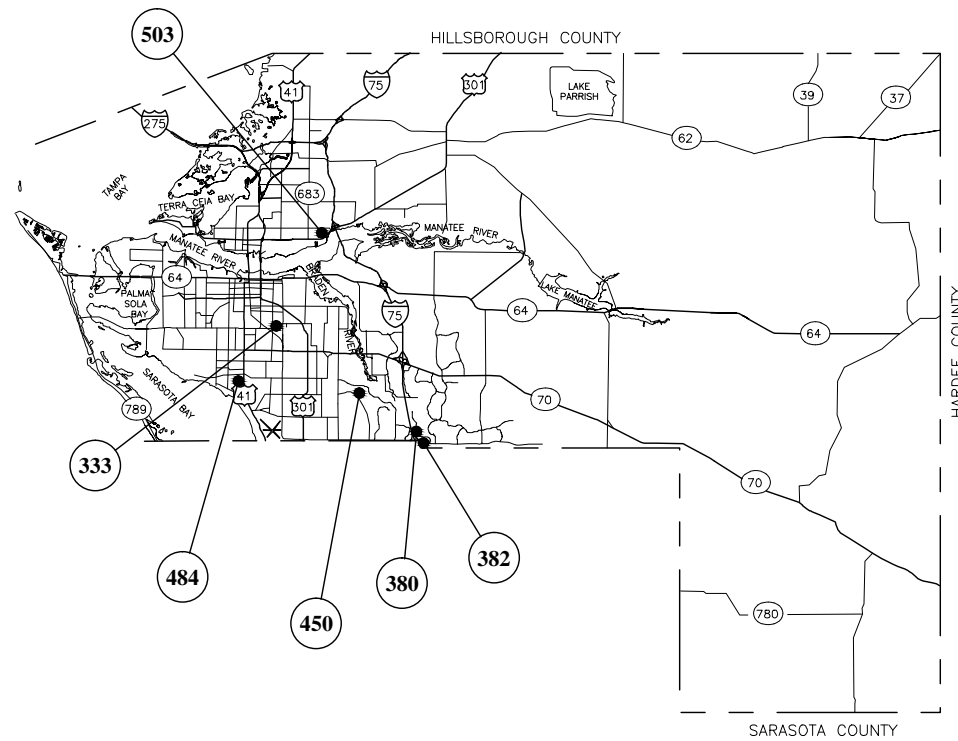 503
HILLSBOROUGH COUNTY
41
75
301
LAKE
PARRISH
39
37
275
62
TAMPA
BAY
683
TERRA CEIA BAY
MANATEE RIVER
MANATEE RIVER
64
BRADEN
RIVER
PALMA
SOLA
BAY
75
LAKE MANATEE
64
64
HARDEE COUNTY
SARASOTA BAY
41
301
789
70
333
70
484
450
380
382
780
SARASOTA COUNTY